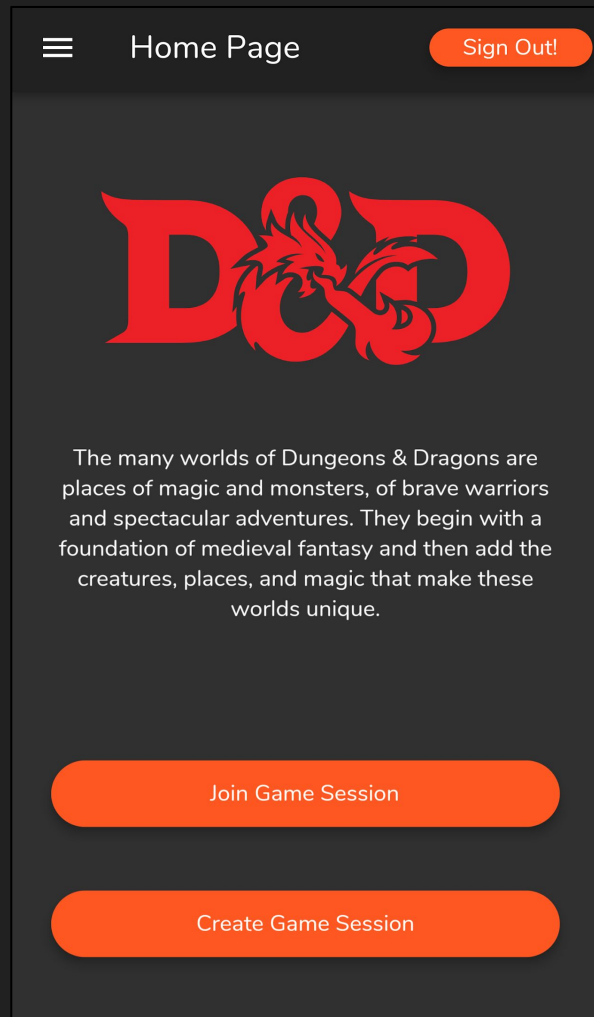 Home Page
Sign Out!
D&D
The many worlds of Dungeons & Dragons are
places of magic and monsters, of brave warriors
and spectacular adventures. They begin with a
foundation of medieval fantasy and then add the
creatures, places, and magic that make these
worlds unique.
Join Game Session
Create Game Session